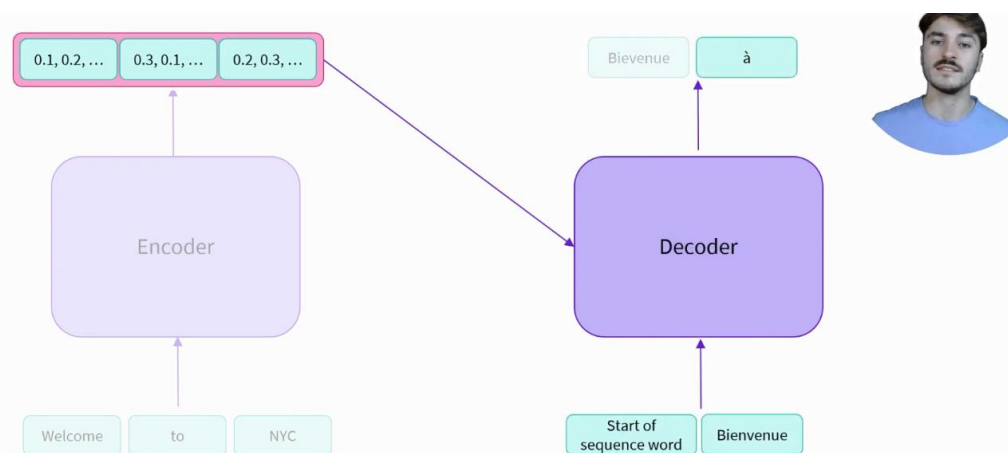 0.1, 0.2, ... 0.3, 0.1, ... 0.2, 0.3, ...
Bievenue à
Encoder
Decoder
Welcome to NYC
Start of
sequence word
Bienvenue